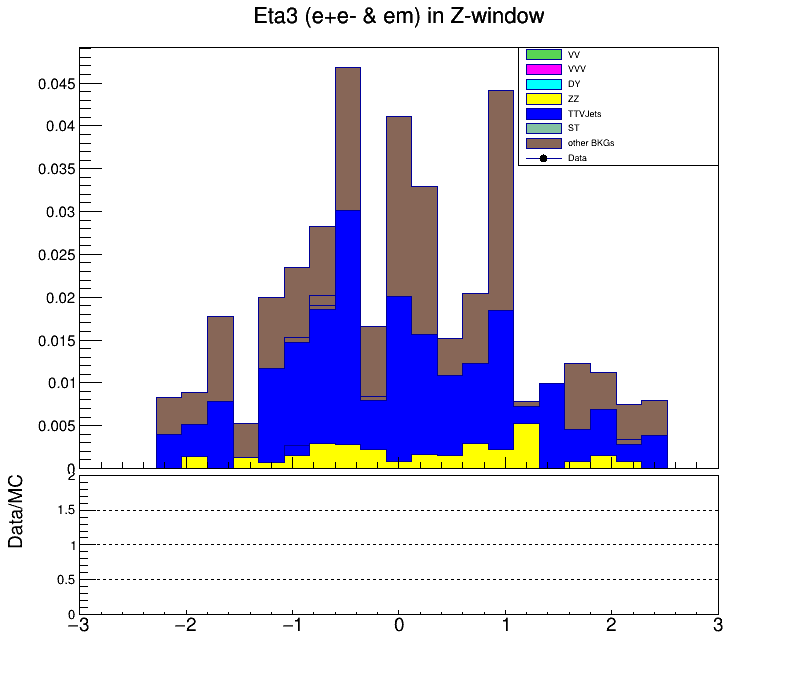 Eta3 (e+e- & em) in Z-window
VV
VVV
DY
ZZ
TTVJets
ST
other BKGs
Data
0.045
0.04
0.035
0.03
0.025
0.02
0.015
0.01
0.005
0
Data/MC
2
1.5
1
0.5
0
−3 −2 −1 0 1 2 3